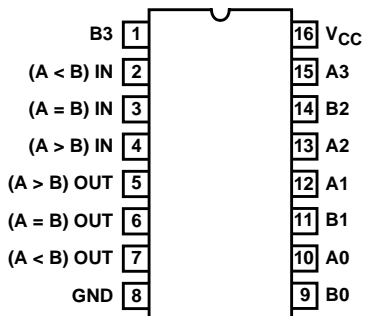 B3 1 16 VCC
(A < B) IN 2 15 A3
(A = B) IN 3 14 B2
(A > B) IN 4 13 A2
(A > B) OUT 5 12 A1
(A = B) OUT 6 11 B1
(A < B) OUT 7 10 A0
GND 8 9 B0